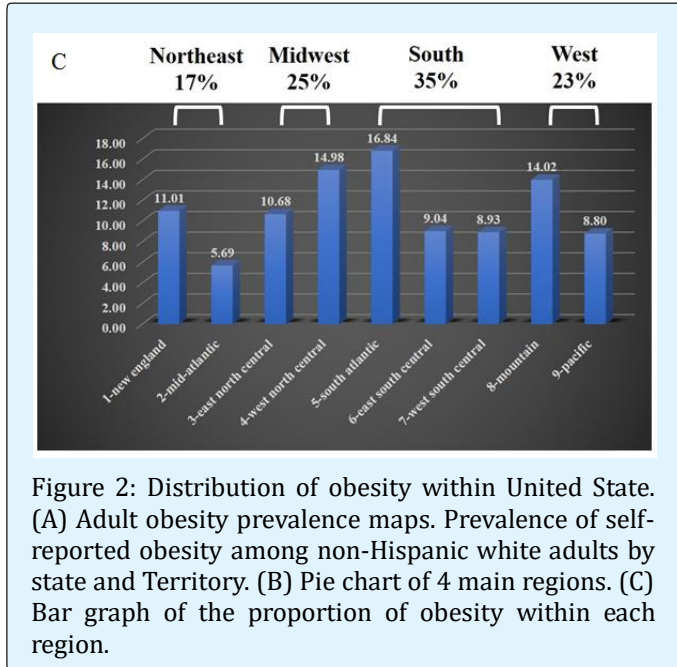 C
Northeast Midwest South West
17% 25% 35% 23%
18.00
16.00
14.00
12.00
10.00
8.00
6.00
4.00
2.00
0.00
11.01
5.69
10.68
14.98
16.84
9.04
8.93
14.02
8.80
1-new england
2-mid-atlantic
3-east north central
4-west north central
5-south atlantic
6-east south central
7-west south central
8-mountain
9-pacific
Figure 2: Distribution of obesity within United State.
(A) Adult obesity prevalence maps. Prevalence of self-
reported obesity among non-Hispanic white adults by
state and Territory. (B) Pie chart of 4 main regions. (C)
Bar graph of the proportion of obesity within each
region.